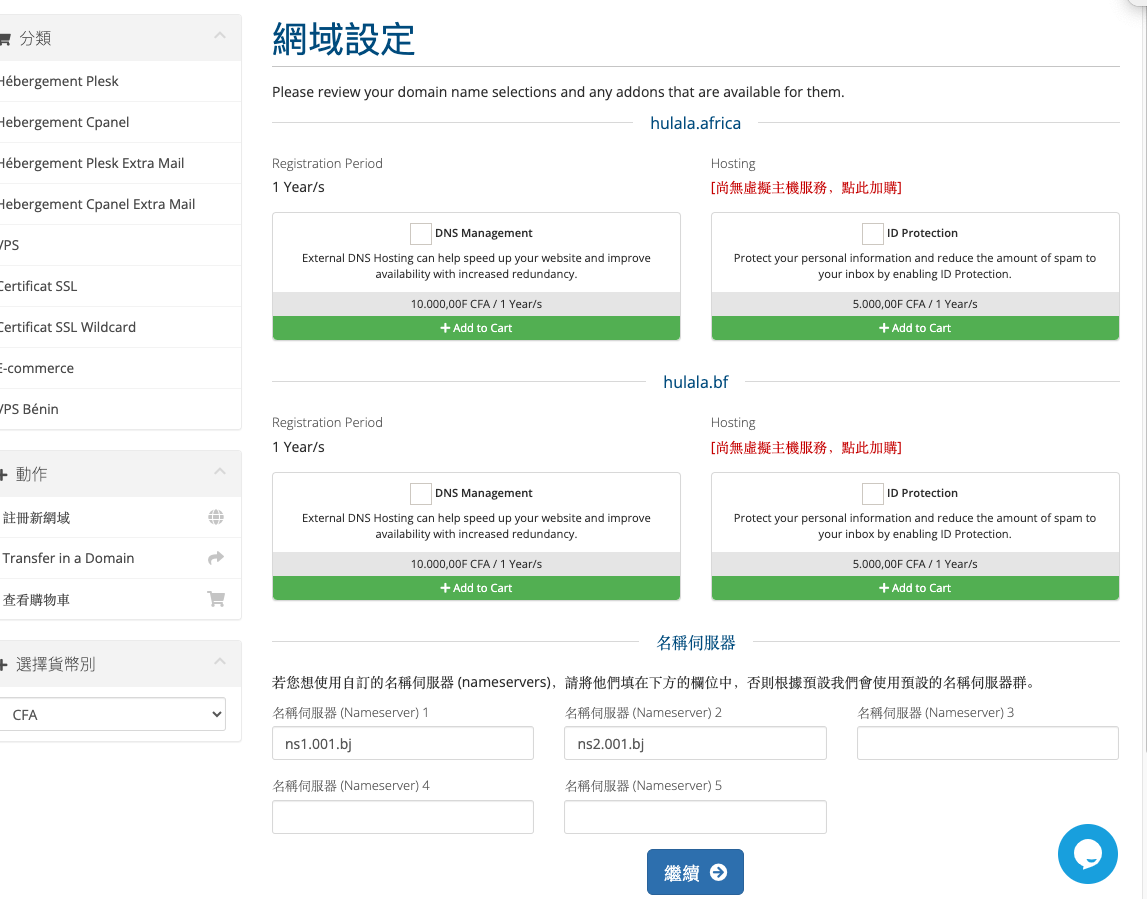 分類
Hébergement Plesk
Hebergement Cpanel
Hébergement Plesk Extra Mail
Hebergement Cpanel Extra Mail
VPS
Certificat SSL
Certificat SSL Wildcard
E-commerce
VPS Bénin
動作
註冊新網域
Transfer in a Domain
查看購物車
選擇貨幣別
CFA
網域設定
Please review your domain name selections and any addons that are available for them.
hulala.africa
Registration Period
1 Year/s
Hosting
[尚無虛擬主機服務，點此加購]
DNS Management
External DNS Hosting can help speed up your website and improve
availability with increased redundancy.
10.000,00F CFA / 1 Year/s
Add to Cart
ID Protection
Protect your personal information and reduce the amount of spam to
your inbox by enabling ID Protection.
5.000,00F CFA / 1 Year/s
Add to Cart
hulala.bf
Registration Period
1 Year/s
Hosting
[尚無虛擬主機服務，點此加購]
DNS Management
External DNS Hosting can help speed up your website and improve
availability with increased redundancy.
10.000,00F CFA / 1 Year/s
Add to Cart
ID Protection
Protect your personal information and reduce the amount of spam to
your inbox by enabling ID Protection.
5.000,00F CFA / 1 Year/s
Add to Cart
名稱伺服器
若您想使用自訂的名稱伺服器 (nameservers)，請將他們填在下方的欄位中，否則根據預設我們會使用預設的名稱伺服器群。
名稱伺服器 (Nameserver) 1
ns1.001.bj
名稱伺服器 (Nameserver) 2
ns2.001.bj
名稱伺服器 (Nameserver) 3
名稱伺服器 (Nameserver) 4
名稱伺服器 (Nameserver) 5
繼續